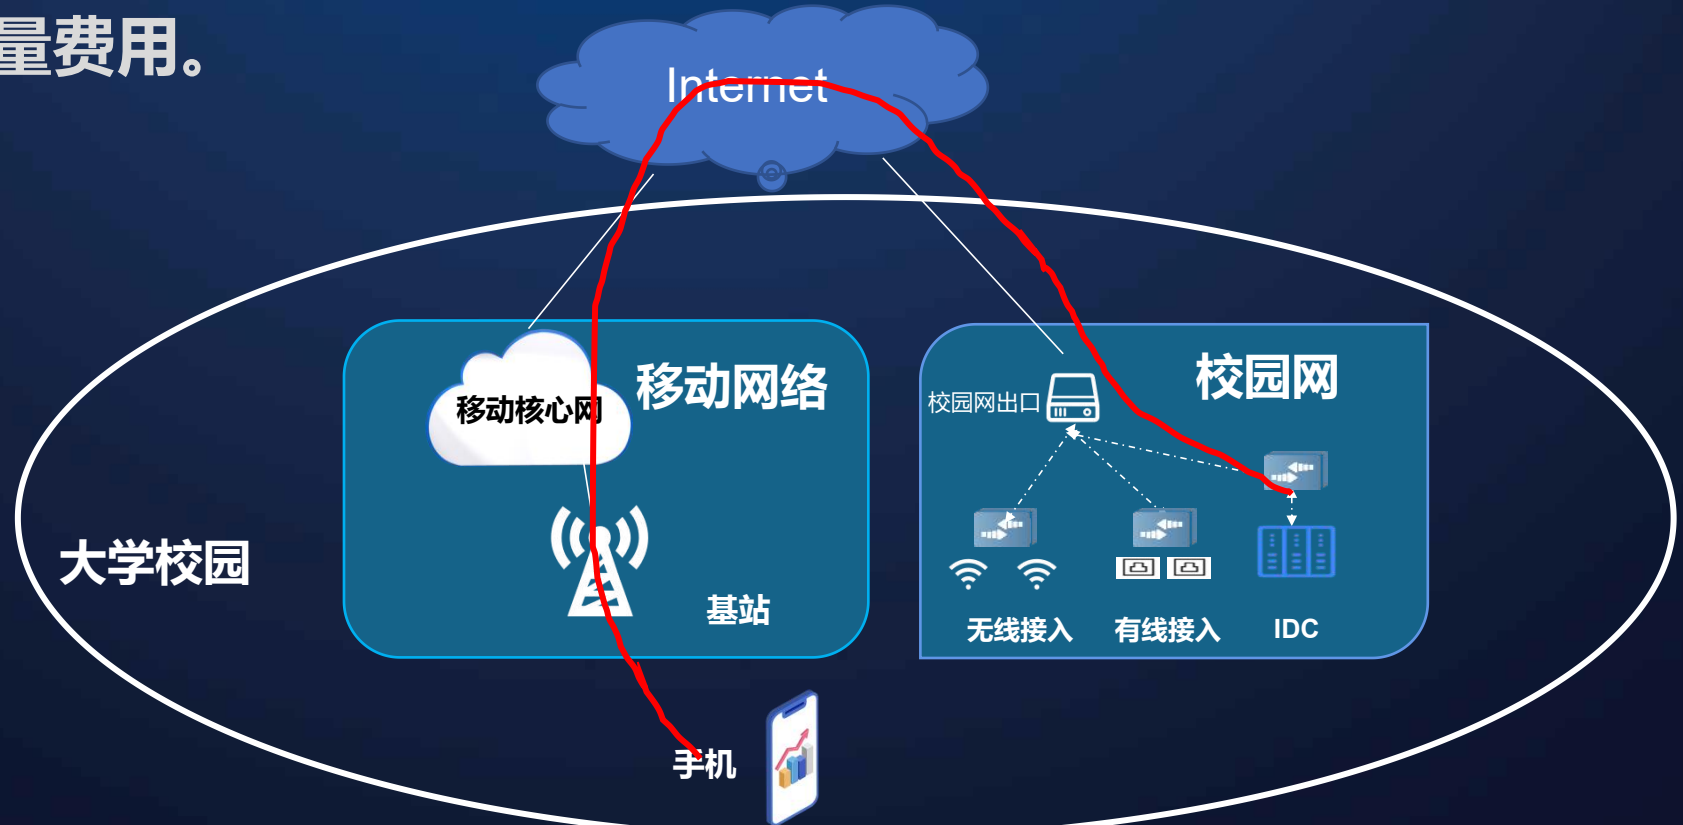 量费用。
Internet
移动核心网
移动网络
校园网
校园网出口
大学校园
基站
无线接入
有线接入
IDC
手机